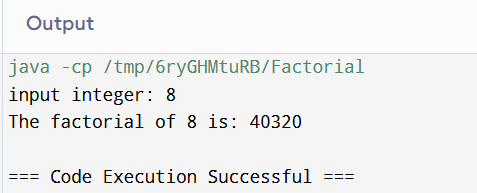 Output
java -cp /tmp/6ryGHMtuRB/Factorial
input integer: 8
The factorial of 8 is: 40320
=== Code Execution Successful ===